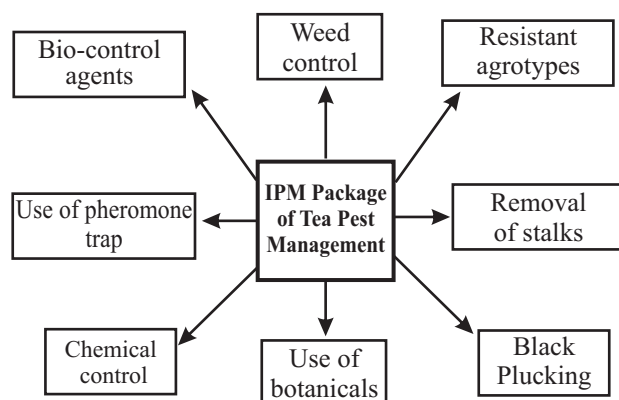 Bio-control
agents
Weed
control
Resistant
agrotypes
Use of pheromone
trap
IPM Package
of Tea Pest
Management
Removal
of stalks
Chemical
control
Use of
botanicals
Black
Plucking